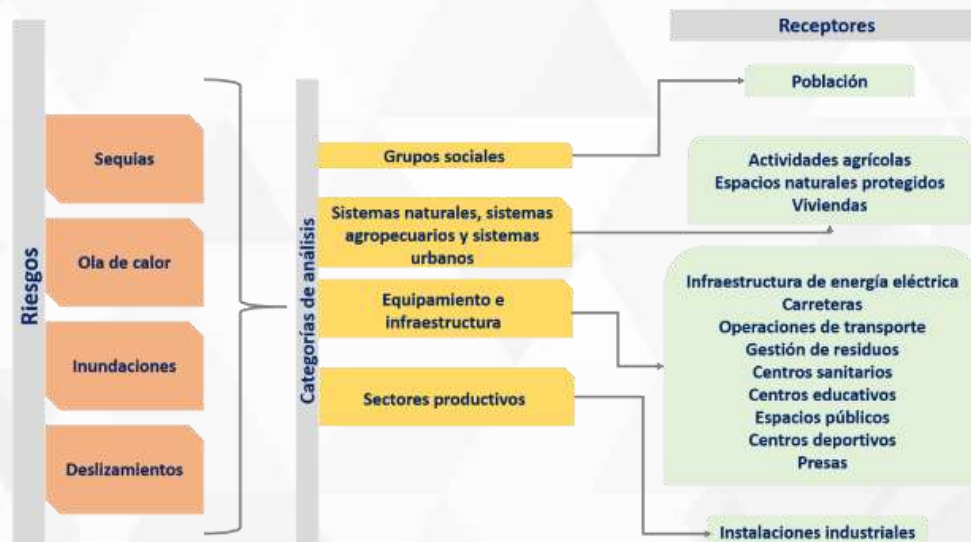 Riesgos
Sequias
Ola de calor
Inundaciones
Deslizamientos
Categorías de análisis
Grupos sociales
Sistemas naturales, sistemas
agropecuarios y sistemas
urbanos
Equipamiento e
infraestructura
Sectores productivos
Receptores
Población
Actividades agrícolas
Espacios naturales protegidos
Viviendas
Infraestructura de energía eléctrica
Carreteras
Operaciones de transporte
Gestión de residuos
Centros sanitarios
Centros educativos
Espacios públicos
Centros deportivos
Presas
Instalaciones industriales